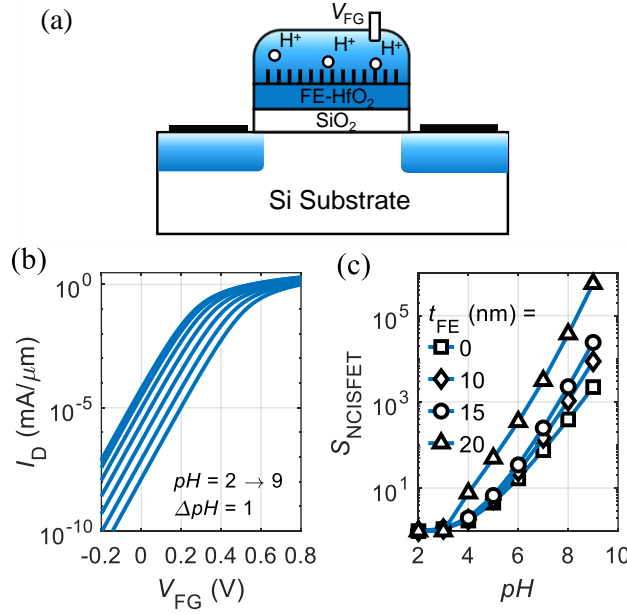 (a)
V_FG
H⁺ H⁺ H⁺
FE-HfO₂
SiO₂
Si Substrate
(b)
10⁰
10⁻⁵
10⁻¹⁰
I_D (mA/μm)
pH = 2 → 9
ΔpH = 1
-0.2 0 0.2 0.4 0.6 0.8
V_FG (V)
(c)
10⁵
10³
10¹
S_NCISFET
t_FE (nm) =
0
10
15
20
2 4 6 8 10
pH